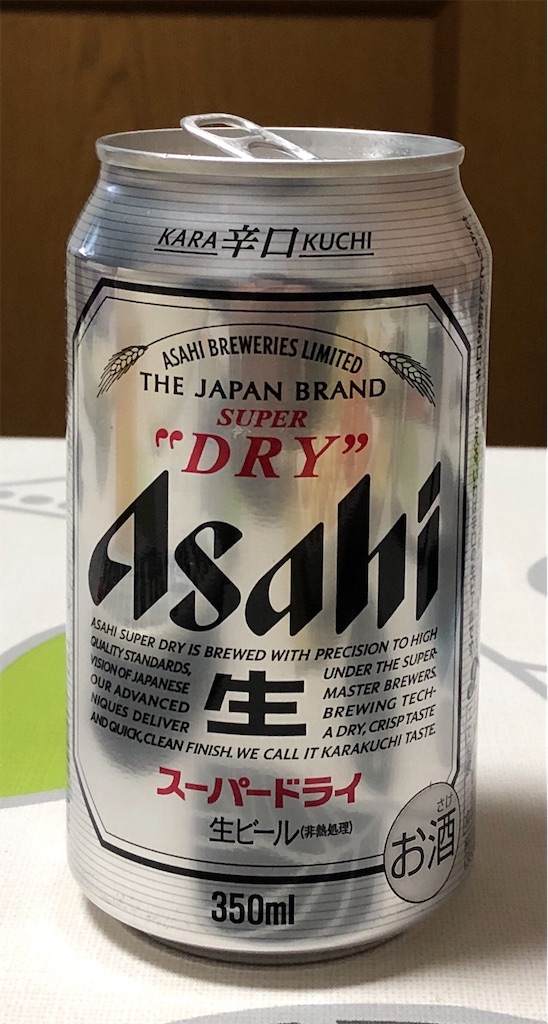 KARA 辛口 KUCHI
ASAHI BREWERIES LIMITED
THE JAPAN BRAND
SUPER
"DRY"
Asahi
ASAHI SUPER DRY IS BREWED WITH PRECISION TO HIGH
QUALITY STANDARDS, UNDER THE SUPER-
VISION OF JAPANESE MASTER BREWERS.
OUR ADVANCED BREWING TECH-
NIQUES DELIVER A DRY, CRISP TASTE
AND QUICK, CLEAN FINISH. WE CALL IT KARAKUCHI TASTE.
生
スーパードライ
生ビール(非熱処理)
さけ
お酒
350ml